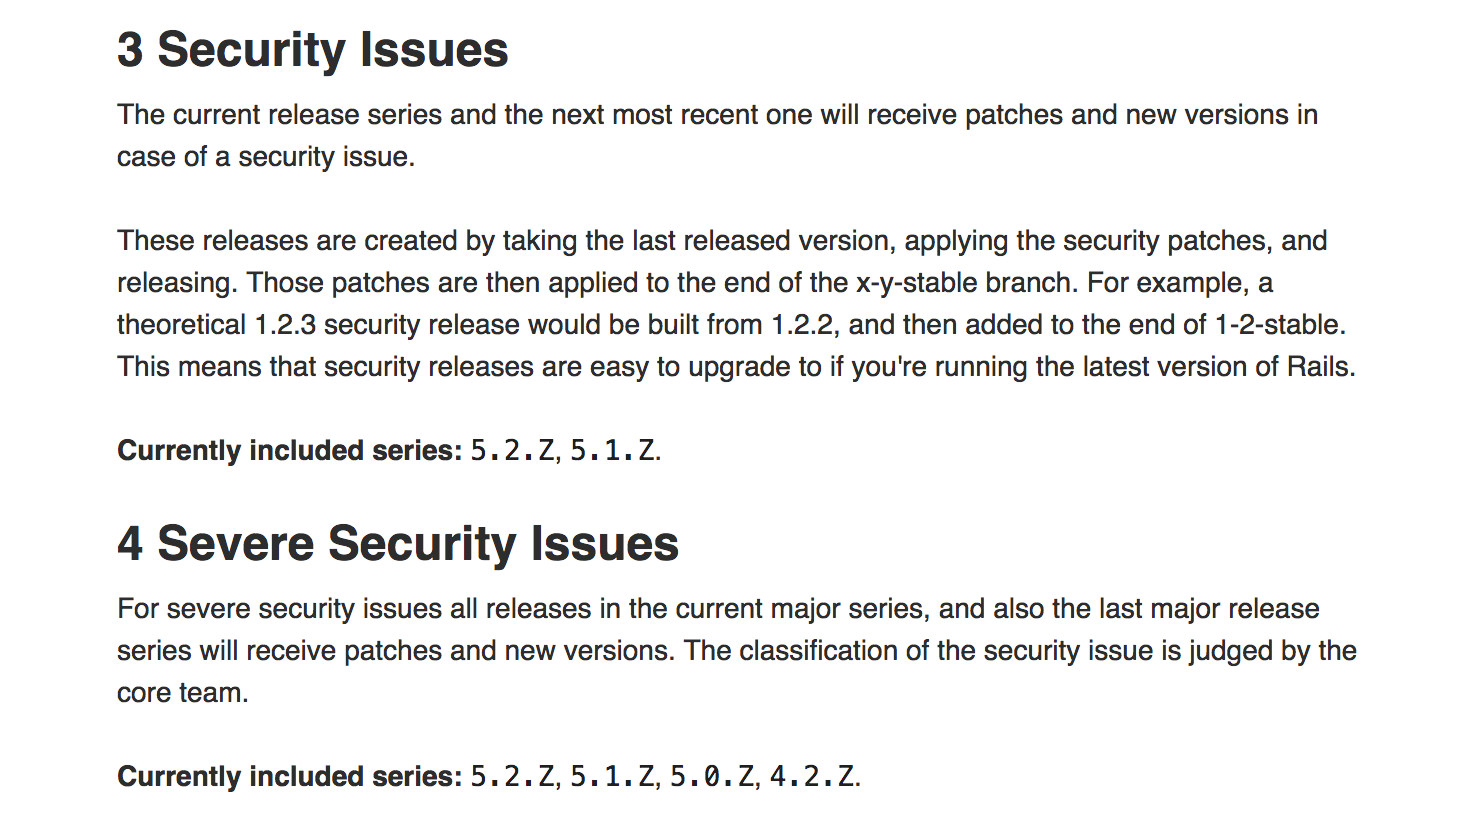 3 Security Issues
The current release series and the next most recent one will receive patches and new versions in
case of a security issue.
These releases are created by taking the last released version, applying the security patches, and
releasing. Those patches are then applied to the end of the x-y-stable branch. For example, a
theoretical 1.2.3 security release would be built from 1.2.2, and then added to the end of 1-2-stable.
This means that security releases are easy to upgrade to if you're running the latest version of Rails.
Currently included series: 5.2.Z, 5.1.Z.
4 Severe Security Issues
For severe security issues all releases in the current major series, and also the last major release
series will receive patches and new versions. The classification of the security issue is judged by the
core team.
Currently included series: 5.2.Z, 5.1.Z, 5.0.Z, 4.2.Z.